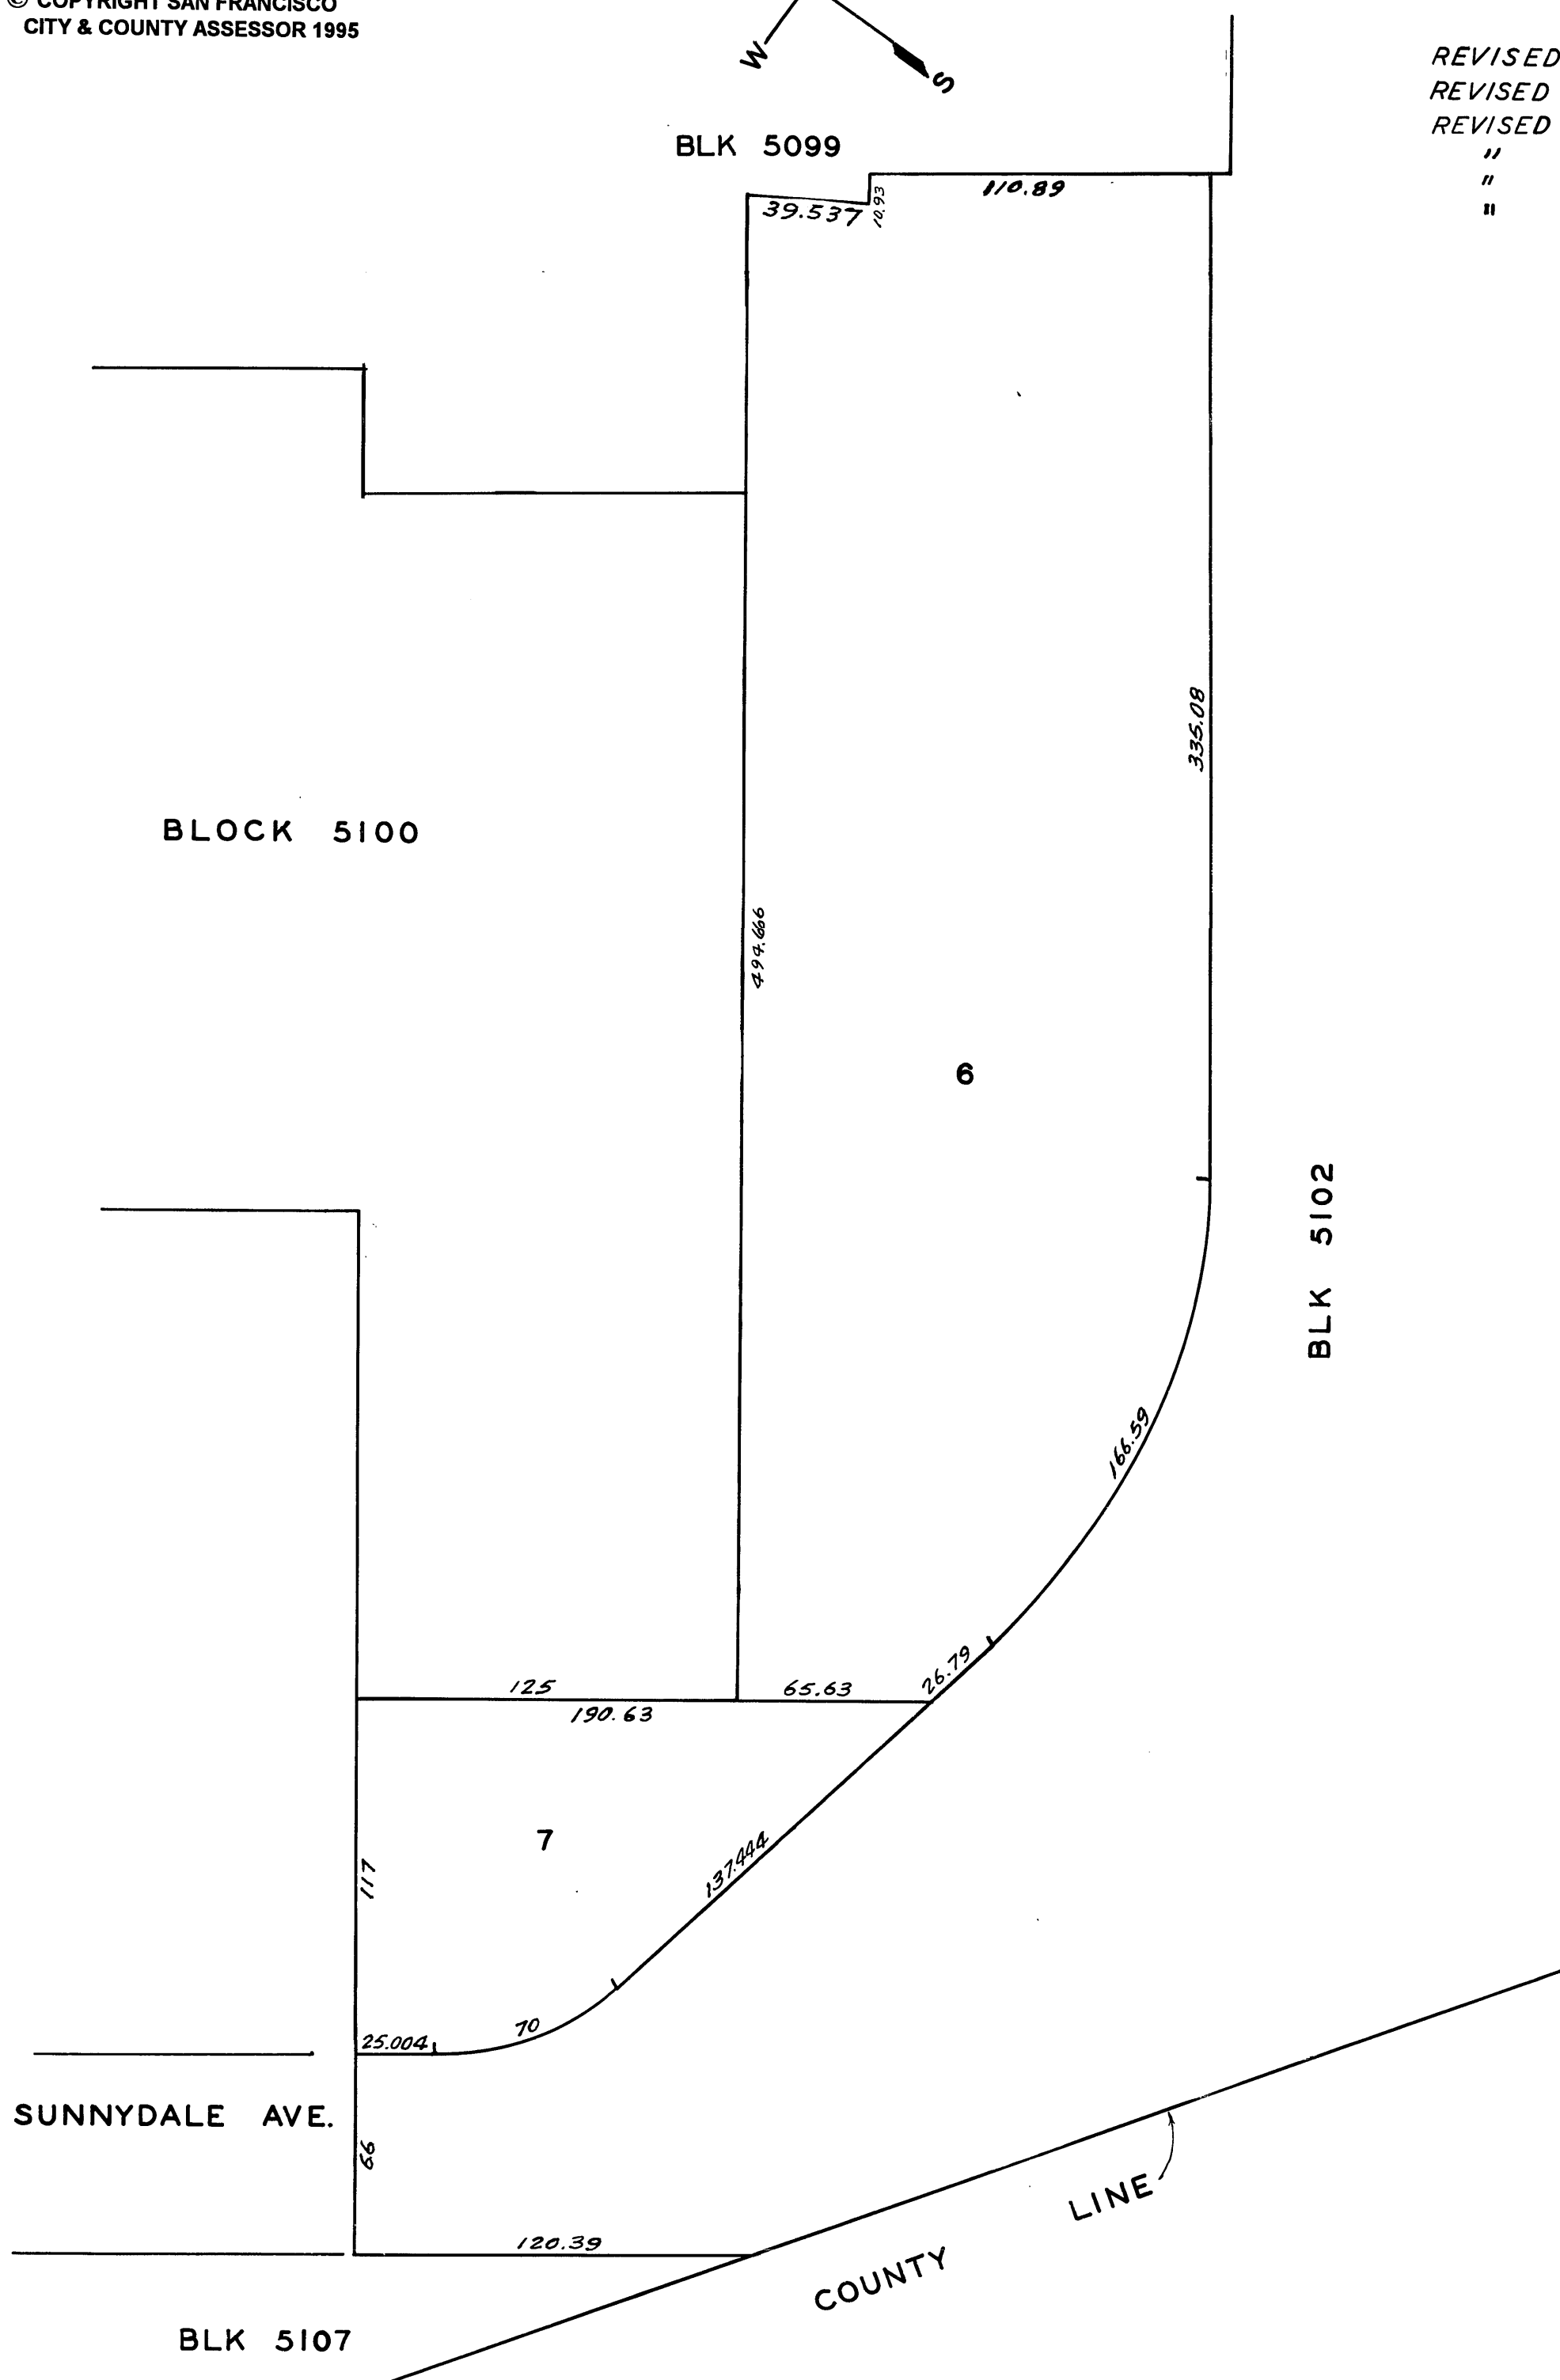 © COPYRIGHT SAN FRANCISCO
CITY & COUNTY ASSESSOR 1995
W
S
REVISED
REVISED
REVISED
"
"
"
BLK 5099
110.89
39.537
10.93
335.08
BLOCK 5100
494.666
6
BLK 5102
166.59
26.79
125
65.63
190.63
7
137.444
117
70
25.004
SUNNYDALE AVE.
66
LINE
120.39
COUNTY
BLK 5107